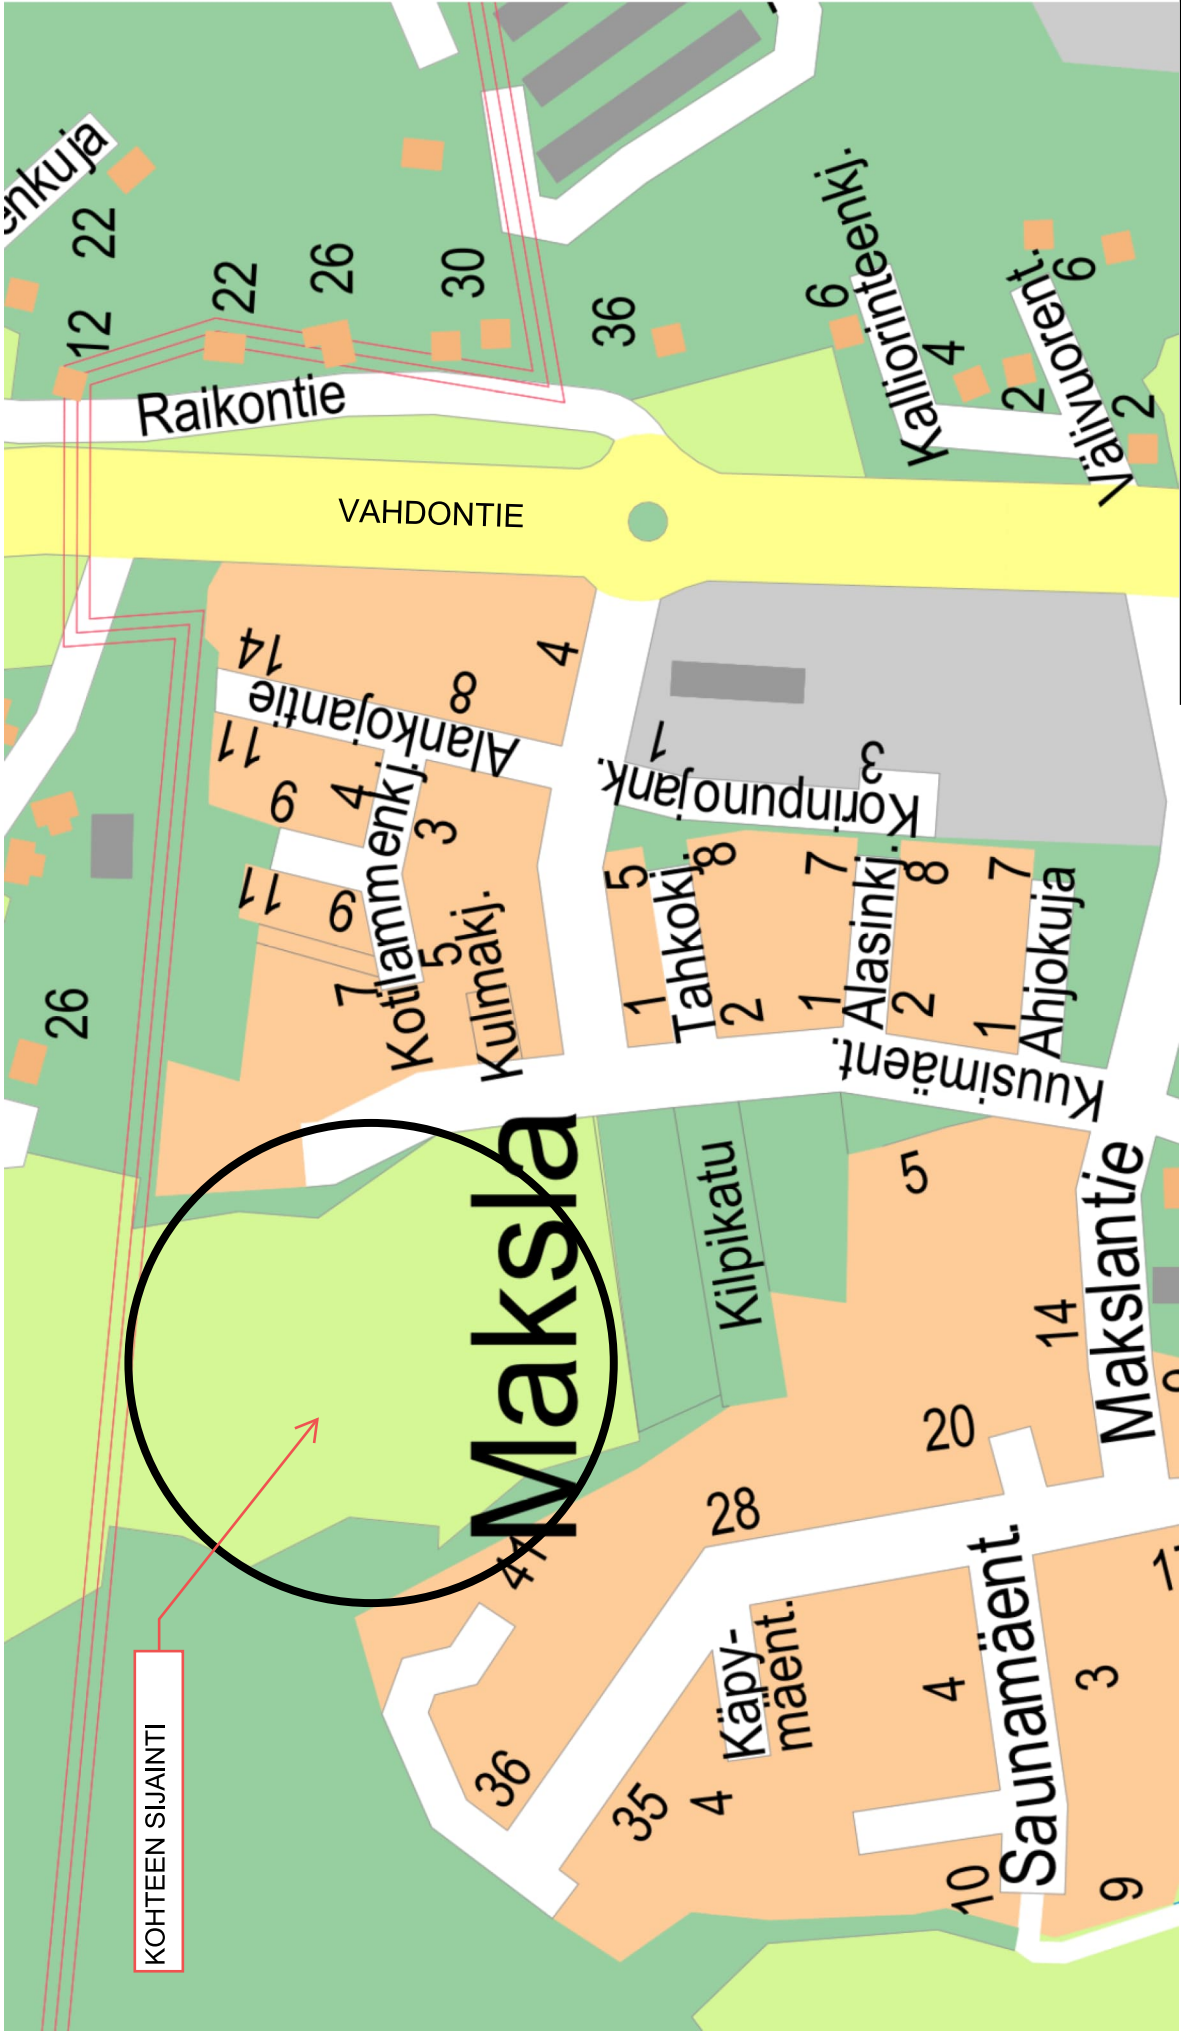 enkuja
22
12
22
26
30
36
Raikontie
6
Kalliorinteenkj.
4
2
6
Välivuorent.
2
VAHDONTIE
14
Alankojantie
8
4
11
9
4
Kotilammenkj.
3
11
9
7
5
Kulmakj.
26
1
Korinpunojank.
3
5
Tahkokj.
8
1
2
7
Alasinkj.
8
1
2
7
Ahjokuja
1
Kuusimäent.
Maksla
Kilpikatu
5
14
Makslantie
20
28
41
36
35
Käpy-
mäent.
4
4
Saunamäent.
3
10
9
KOHTEEN SIJAINTI